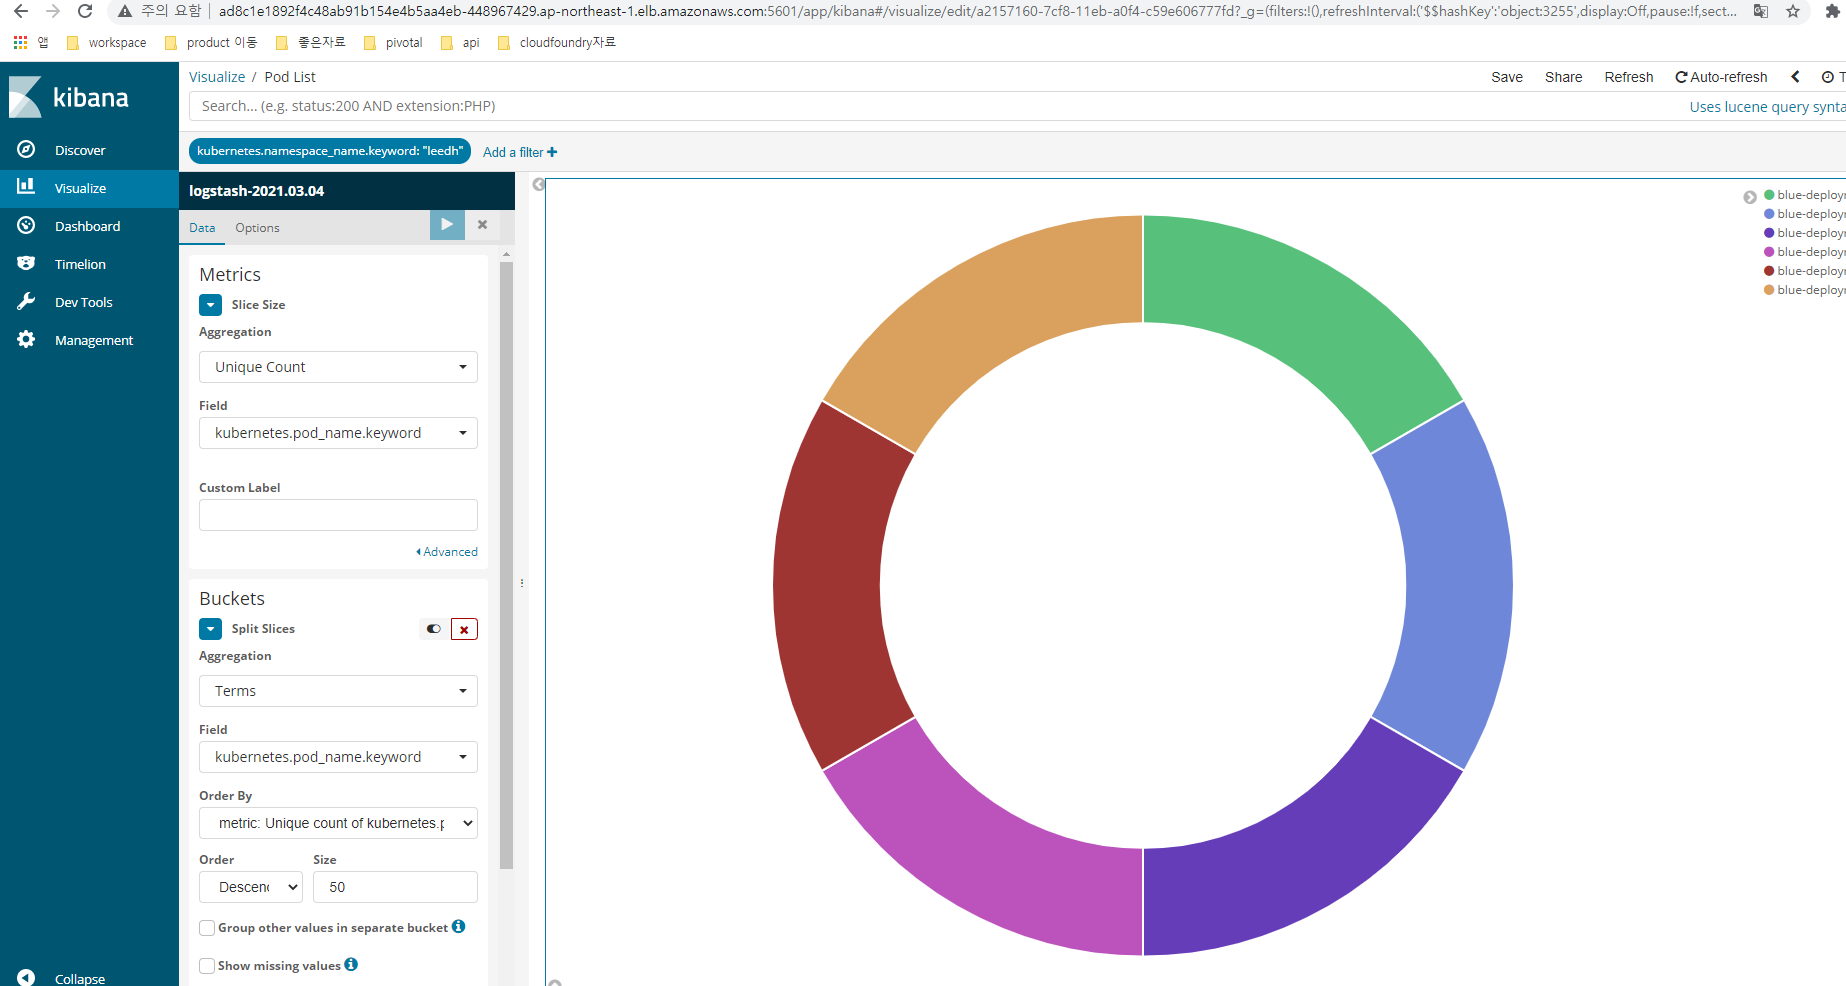 주의 요함 | ad8c1e1892f4c48ab91b154e4b5aa4eb-448967429.ap-northeast-1.elb.amazonaws.com:5601/app/kibana#/visualize/edit/a2157160-7cf8-11eb-a0f4-c59e606777fd?_g=(filters:!(),refreshInterval:('$$hashKey':'object:3255',display:Off,pause:!f,sect...
앱 workspace product 이동 좋은자료 pivotal api cloudfoundry자료
kibana
Visualize / Pod List
Save Share Refresh Auto-refresh
Search... (e.g. status:200 AND extension:PHP)
Uses lucene query synta
kubernetes.namespace_name.keyword: "leedh"
Add a filter +
Discover
Visualize
Dashboard
Timelion
Dev Tools
Management
Collapse
logstash-2021.03.04
Data Options
Metrics
Slice Size
Aggregation
Unique Count
Field
kubernetes.pod_name.keyword
Custom Label
Advanced
Buckets
Split Slices
Aggregation
Terms
Field
kubernetes.pod_name.keyword
Order By
metric: Unique count of kubernetes.p
Order Size
Descend 50
Group other values in separate bucket
Show missing values
blue-deployr
blue-deployr
blue-deployr
blue-deployr
blue-deployr
blue-deployr